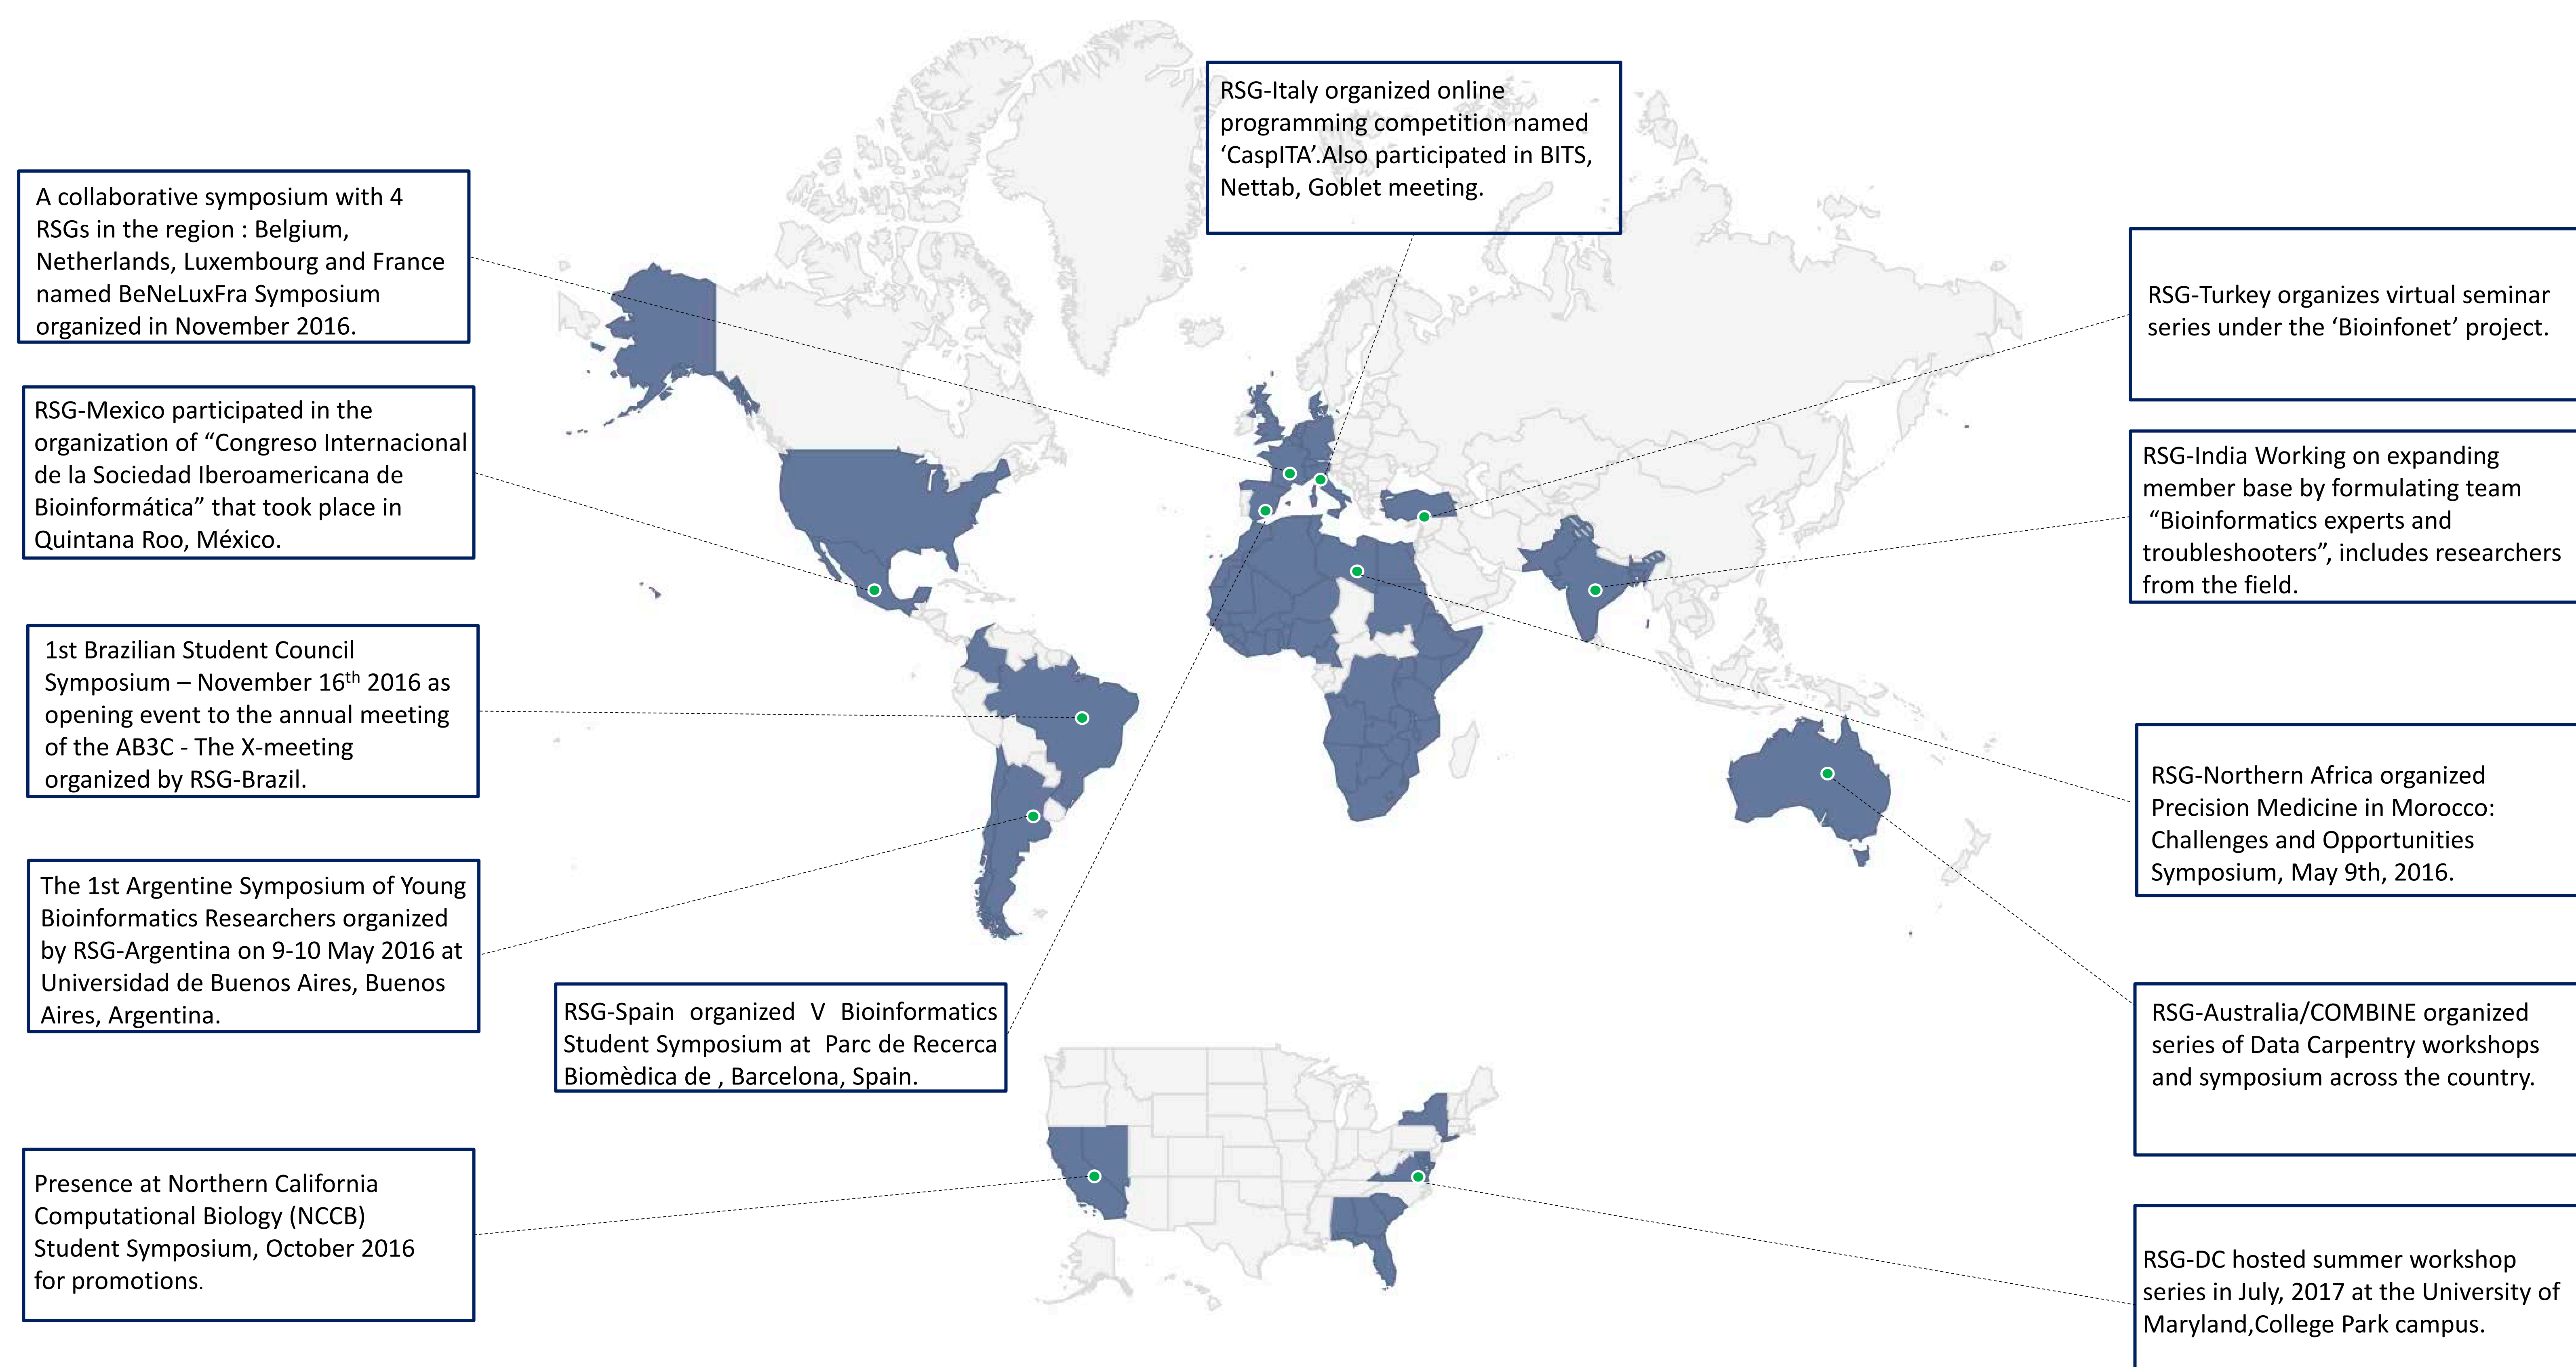 RSG-Italy organized online
programming competition named
‘CaspITA’.Also participated in BITS,
Nettab, Goblet meeting.
A collaborative symposium with 4
RSGs in the region : Belgium,
Netherlands, Luxembourg and France
named BeNeLuxFra Symposium
organized in November 2016.
RSG-Turkey organizes virtual seminar
series under the ‘Bioinfonet’ project.
RSG-Mexico participated in the
organization of “Congreso Internacional
de la Sociedad Iberoamericana de
Bioinformática” that took place in
Quintana Roo, México.
RSG-India Working on expanding
member base by formulating team
“Bioinformatics experts and
troubleshooters”, includes researchers
from the field.
1st Brazilian Student Council
Symposium – November 16th 2016 as
opening event to the annual meeting
of the AB3C - The X-meeting
organized by RSG-Brazil.
RSG-Northern Africa organized
Precision Medicine in Morocco:
Challenges and Opportunities
Symposium, May 9th, 2016.
The 1st Argentine Symposium of Young
Bioinformatics Researchers organized
by RSG-Argentina on 9-10 May 2016 at
Universidad de Buenos Aires, Buenos
Aires, Argentina.
RSG-Spain organized V Bioinformatics
Student Symposium at Parc de Recerca
Biomèdica de , Barcelona, Spain.
RSG-Australia/COMBINE organized
series of Data Carpentry workshops
and symposium across the country.
Presence at Northern California
Computational Biology (NCCB)
Student Symposium, October 2016
for promotions.
RSG-DC hosted summer workshop
series in July, 2017 at the University of
Maryland,College Park campus.